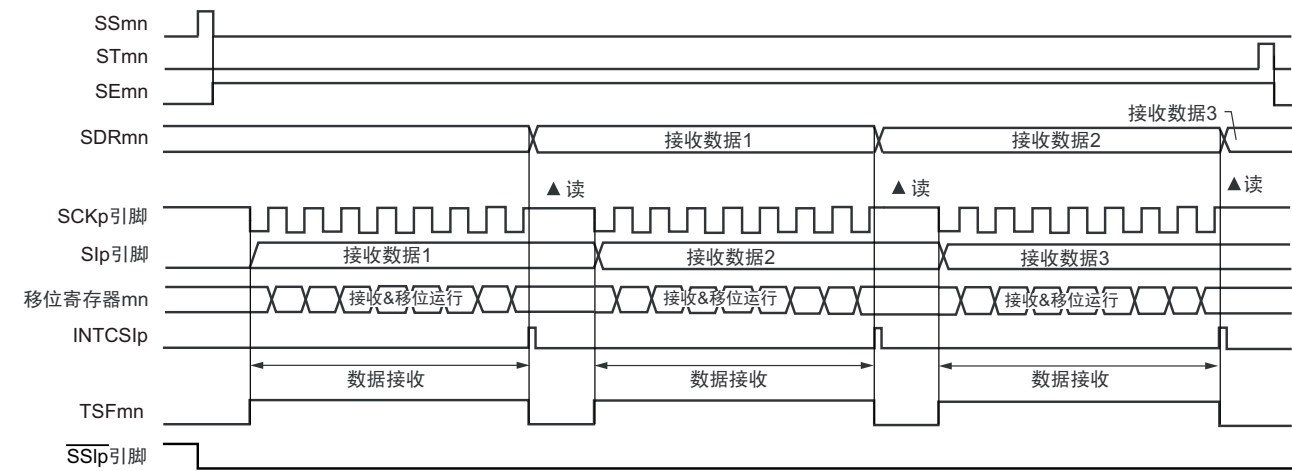 SSmn
STmn
SEmn
接收数据3
SDRmn
接收数据1
接收数据2
▲读
▲读
▲读
SCKp引脚
SIp引脚
接收数据1
接收数据2
接收数据3
移位寄存器mn
接收&移位运行
接收&移位运行
接收&移位运行
INTCSIp
数据接收
数据接收
数据接收
TSFmn
SSIp引脚